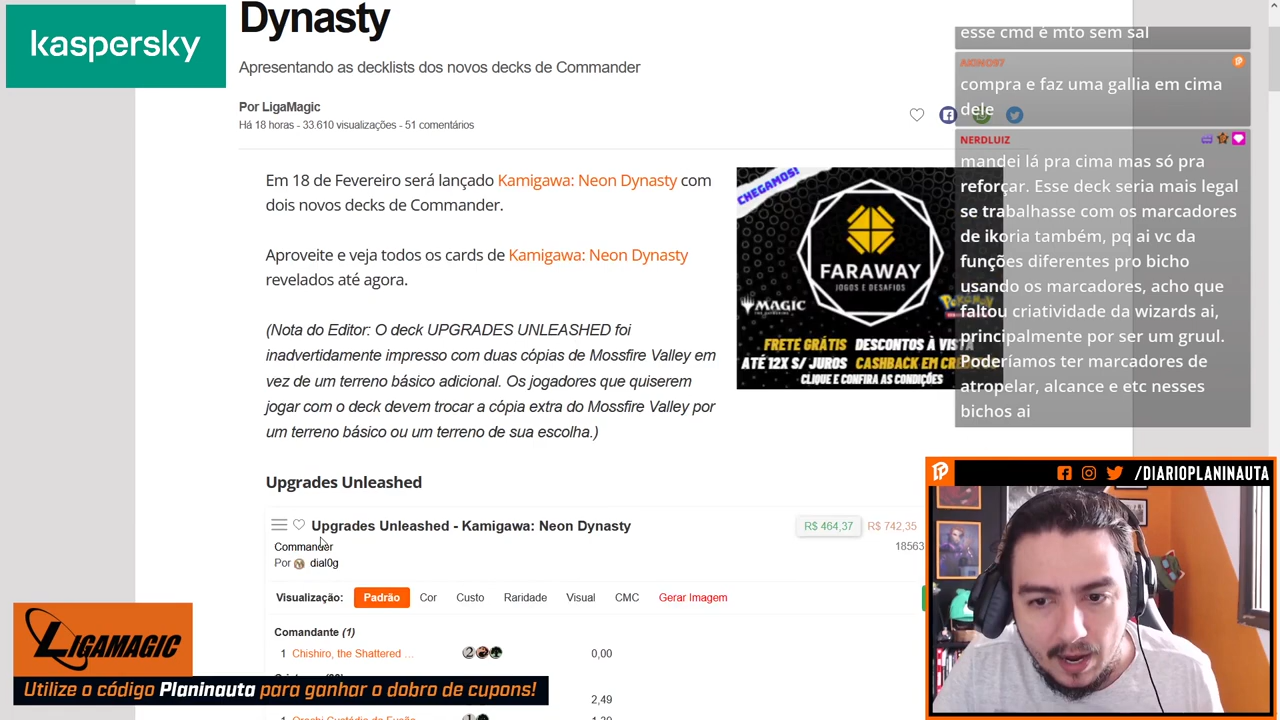 kaspersky
Dynasty
Apresentando as decklists dos novos decks de Commander
Por LigaMagic
Há 18 horas - 33.610 visualizações - 51 comentários
Em 18 de Fevereiro será lançado Kamigawa: Neon Dynasty com
dois novos decks de Commander.
Aproveite e veja todos os cards de Kamigawa: Neon Dynasty
revelados até agora.
(Nota do Editor: O deck UPGRADES UNLEASHED foi
inadvertidamente impresso com duas cópias de Mossfire Valley em
vez de um terreno básico adicional. Os jogadores que quiserem
jogar com o deck devem trocar a cópia extra do Mossfire Valley por
um terreno básico ou um terreno de sua escolha.)
Upgrades Unleashed
Upgrades Unleashed - Kamigawa: Neon Dynasty
R$ 464,37 R$ 742,35
Commander
18563
Por dial0g
Visualização: Padrão Cor Custo Raridade Visual CMC Gerar Imagem
Comandante (1)
1 Chishiro, the Shattered ... 2 0,00
2,49
CHEGAMOS!
FARAWAY
JOGOS E DESAFIOS
MAGIC
THE GATHERING
FRETE GRÁTIS DESCONTOS À VISTA
ATÉ 12X S/ JUROS CASHBACK EM
CLIQUE E CONFIRA AS CONDIÇÕES
esse cmd é mto sem sal
compra e faz uma gallia em cima
dele
NERDLUIZ
mandei lá pra cima mas só pra
reforçar. Esse deck seria mais legal
se trabalhasse com os marcadores
de ikoria também, pq ai vc da
funções diferentes pro bicho
usando os marcadores, acho que
faltou criatividade da wizards ai,
principalmente por ser um gruul.
Poderíamos ter marcadores de
atropelar, alcance e etc nesses
bichos ai
/DIARIOPLANINAUTA
LIGAMAGIC
Utilize o código Planinauta para ganhar o dobro de cupons!